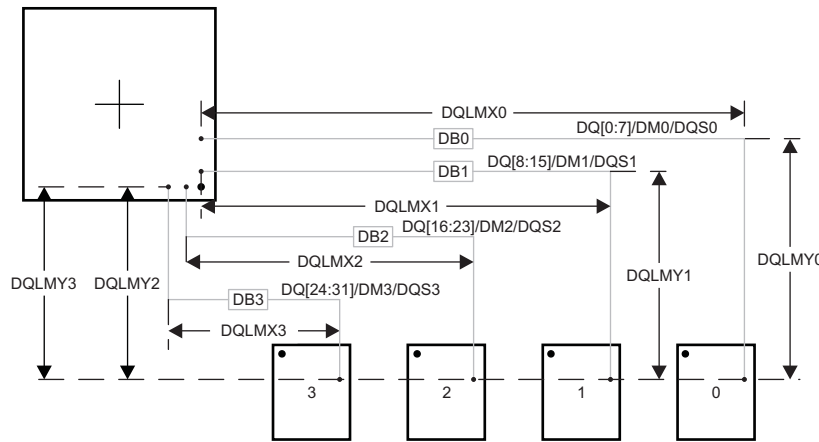 DQLMX0
DQ[0:7]/DM0/DQS0
DB0
DQ[8:15]/DM1/DQS1
DB1
DQLMX1
DQ[16:23]/DM2/DQS2
DB2
DQLMX2
DQLMY3
DQLMY2
DQLMY1
DQLMY0
DQ[24:31]/DM3/DQS3
DB3
DQLMX3
3
2
1
0